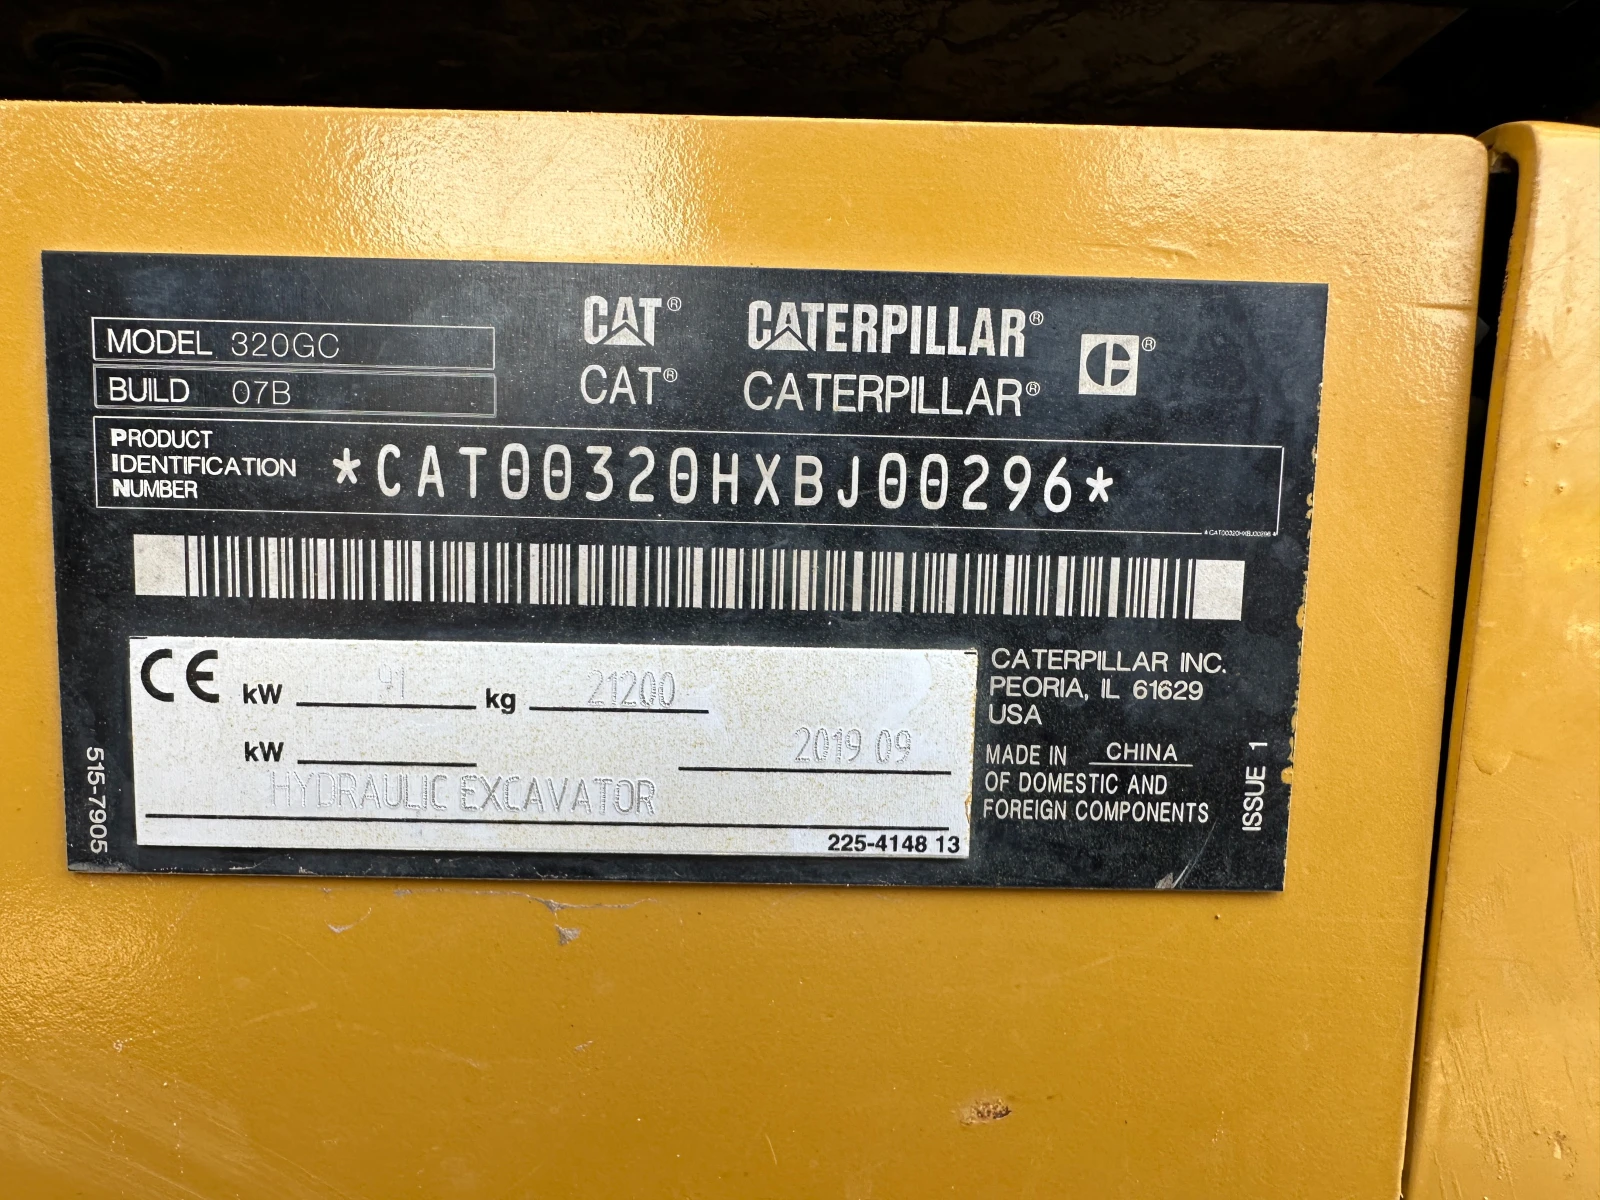 CAT® CATERPILLAR®
CAT® CATERPILLAR® C®
MODEL 320GC
BUILD 07B
PRODUCT
IDENTIFICATION
NUMBER
*CAT00320HXBJ00296*
*CAT00320HXBJ00296*
CE kW 91 kg 21200
kW 2019 09
HYDRAULIC EXCAVATOR
225-4148 13
CATERPILLAR INC.
PEORIA, IL 61629
USA
MADE IN CHINA
OF DOMESTIC AND
FOREIGN COMPONENTS
515-7905
ISSUE 1